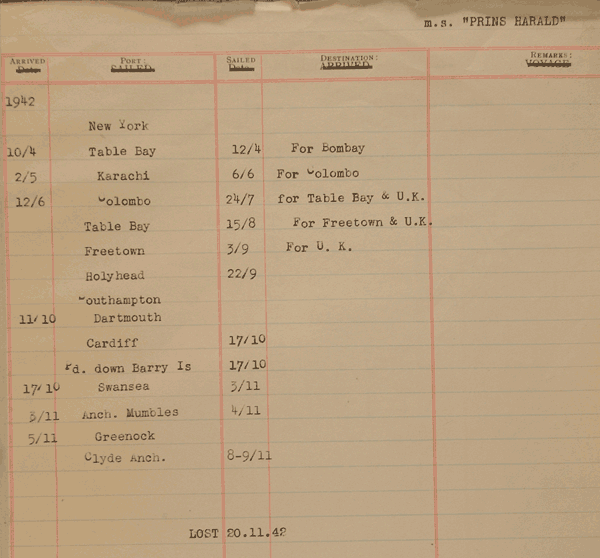 m.s. "PRINS HARALD"
ARRIVED PORT: SAILED DESTINATION: REMARKS:
Date SAILED Date ARRIVED VOYAGE
1942
New York
10/4 Table Bay 12/4 For Bombay
2/5 Karachi 6/6 For Colombo
12/6 Colombo 24/7 for Table Bay & U.K.
Table Bay 15/8 For Freetown & U.K.
Freetown 3/9 For U. K.
Holyhead 22/9
Southampton
11/10 Dartmouth
Cardiff 17/10
rd. down Barry Is 17/10
17/10 Swansea 3/11
3/11 Anch. Mumbles 4/11
5/11 Greenock
Clyde Anch. 8-9/11
LOST 20.11.42